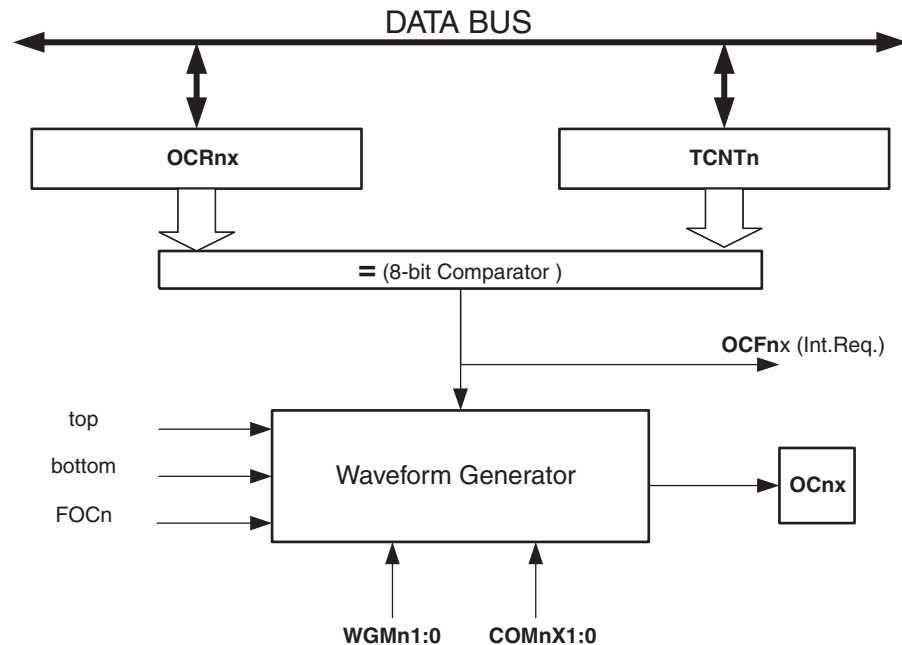 DATA BUS
OCRnx
TCNTn
= (8-bit Comparator )
OCFnx (Int.Req.)
top
bottom
FOCn
Waveform Generator
OCnx
WGMn1:0
COMnX1:0